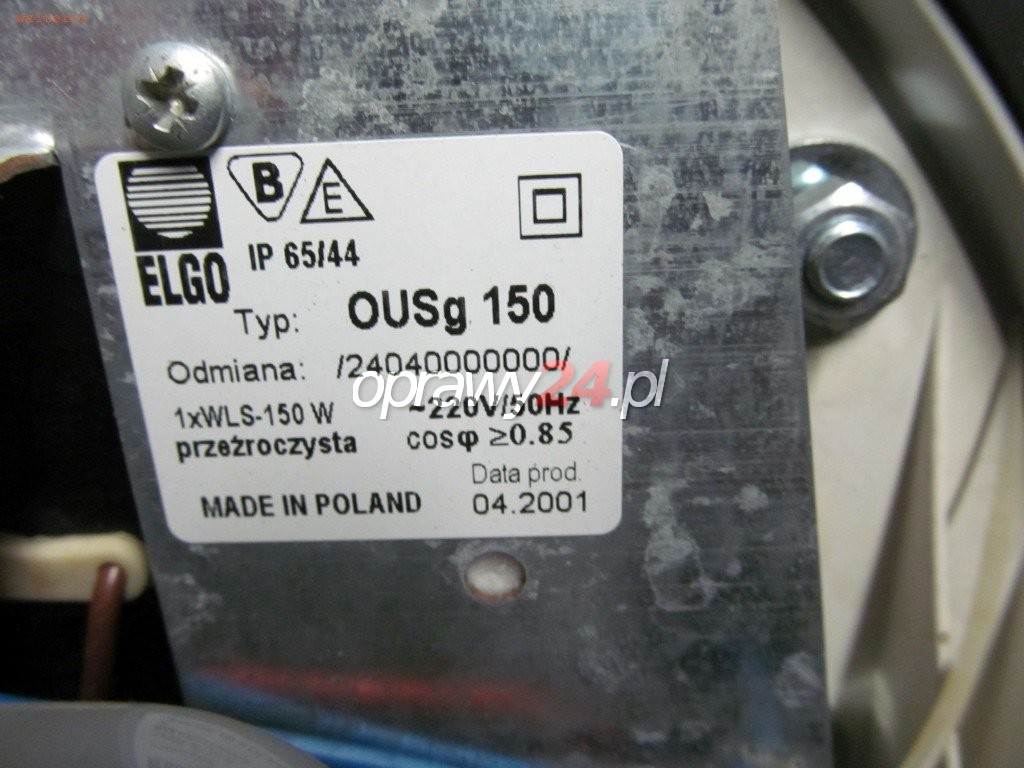 B
E
ELGO
IP 65/44
Typ: OUSg 150
Odmiana: /24040000000/
oprawy24.pl
1xWLS-150 W ~220V/50Hz
przeźroczysta cosφ ≥0.85
Data prod.
MADE IN POLAND 04.2001